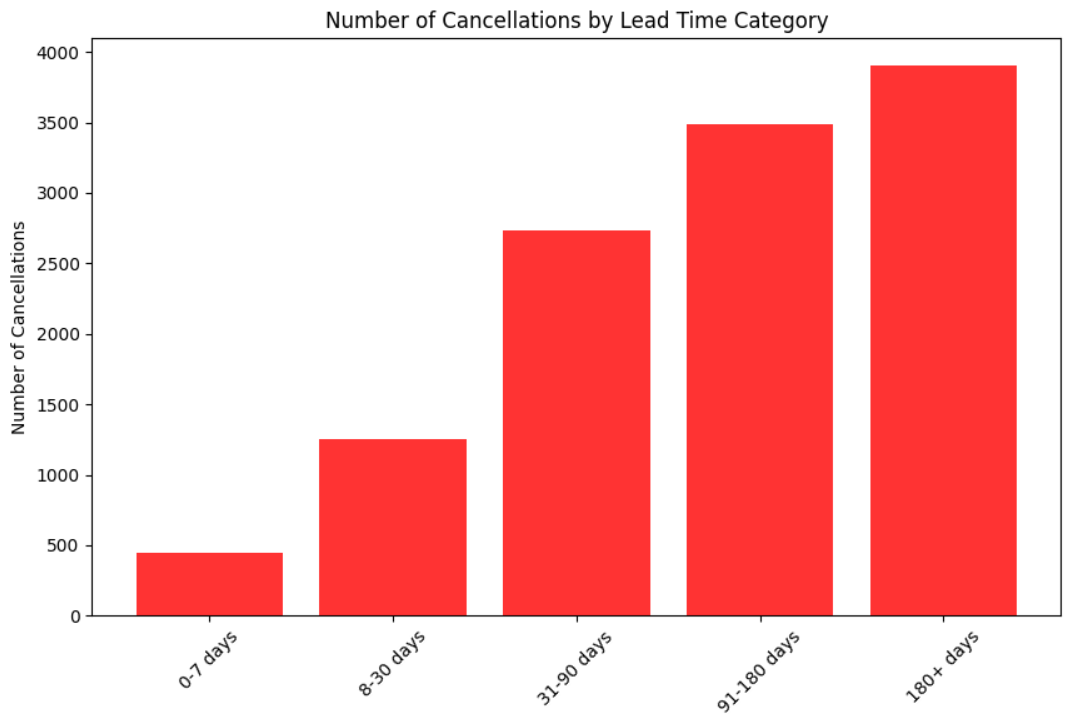 Number of Cancellations by Lead Time Category
Number of Cancellations
4000
3500
3000
2500
2000
1500
1000
500
0
0-7 days
8-30 days
31-90 days
91-180 days
180+ days